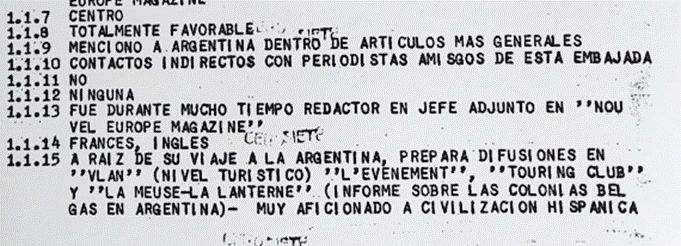 EUROPE MAGAZINE
1.1.7 CENTRO
1.1.8 TOTALMENTE FAVORABLE
1.1.9 MENCIONO A ARGENTINA DENTRO DE ARTICULOS MAS GENERALES
1.1.10 CONTACTOS INDIRECTOS CON PERIODISTAS AMISGOS DE ESTA EMBAJADA
1.1.11 NO
1.1.12 NINGUNA
1.1.13 FUE DURANTE MUCHO TIEMPO REDACTOR EN JEFE ADJUNTO EN ''NOU
VEL EUROPE MAGAZINE''
1.1.14 FRANCES, INGLES
1.1.15 A RAIZ DE SU VIAJE A LA ARGENTINA, PREPARA DIFUSIONES EN
''VLAN'' (NIVEL TURISTICO) ''L'EVENEMENT'', ''TOURING CLUB''
Y ''LA MEUSE-LA LANTERNE'' (INFORME SOBRE LAS COLONIAS BEL
GAS EN ARGENTINA)- MUY AFICIONADO A CIVILIZACION HISPANICA